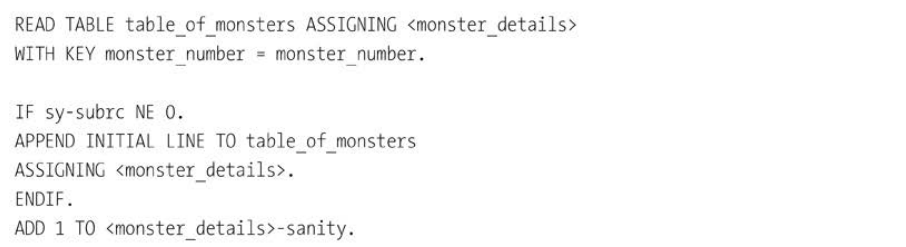 READ TABLE table_of_monsters ASSIGNING <monster_details>
WITH KEY monster_number = monster_number.
IF sy-subrc NE 0.
APPEND INITIAL LINE TO table_of_monsters
ASSIGNING <monster_details>.
ENDIF.
ADD 1 TO <monster_details>-sanity.